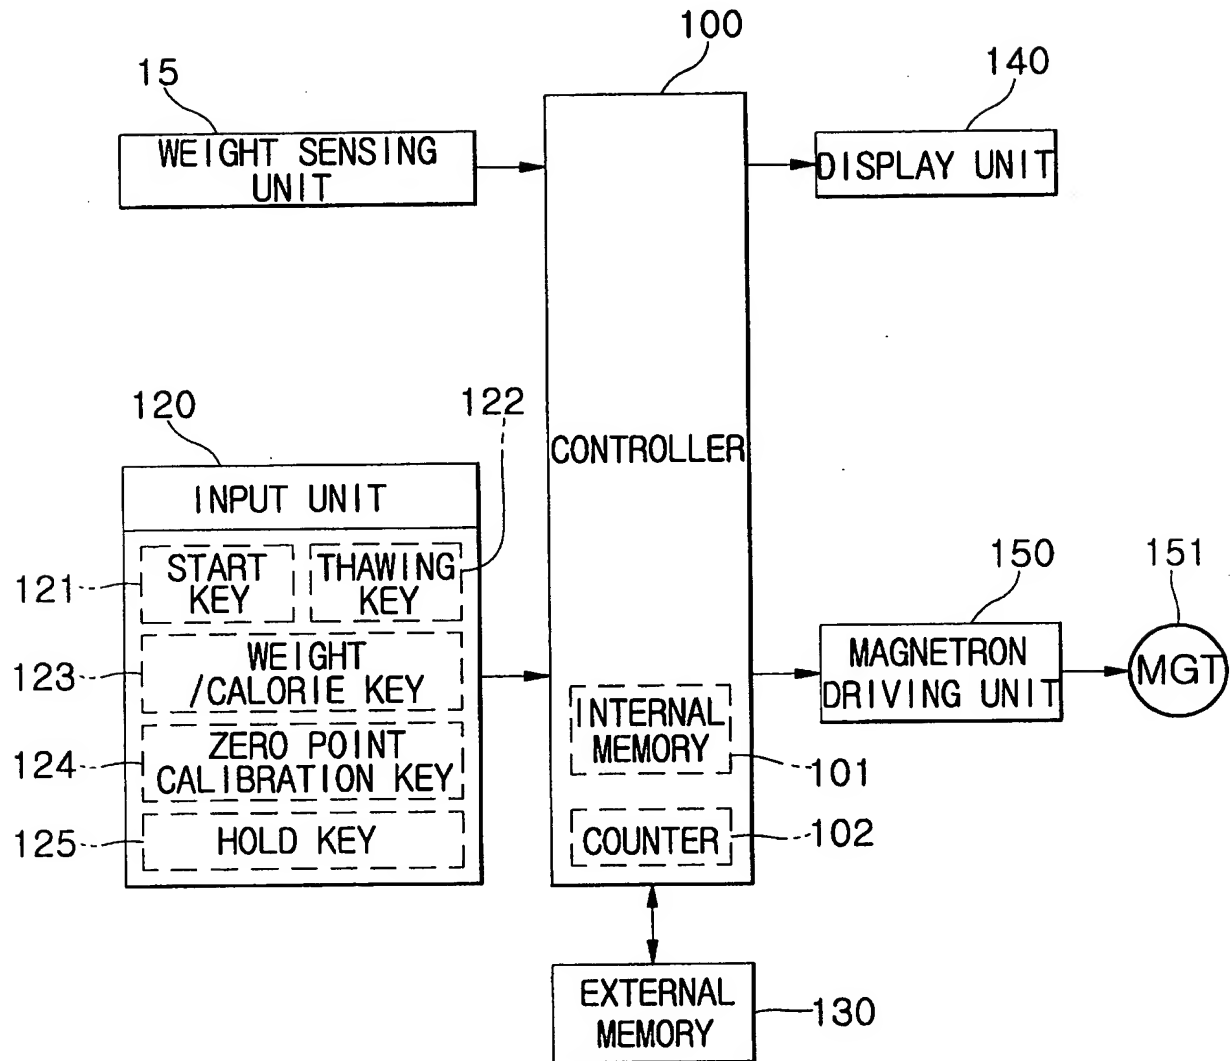 100
15
140
WEIGHT SENSING
UNIT
DISPLAY UNIT
120
122
CONTROLLER
INPUT UNIT
121
START
KEY
THAWING
KEY
150
151
123
WEIGHT
/CALORIE KEY
MAGNETRON
DRIVING UNIT
MGT
124
ZERO POINT
CALIBRATION KEY
INTERNAL
MEMORY
101
125
HOLD KEY
COUNTER
102
EXTERNAL
MEMORY
130